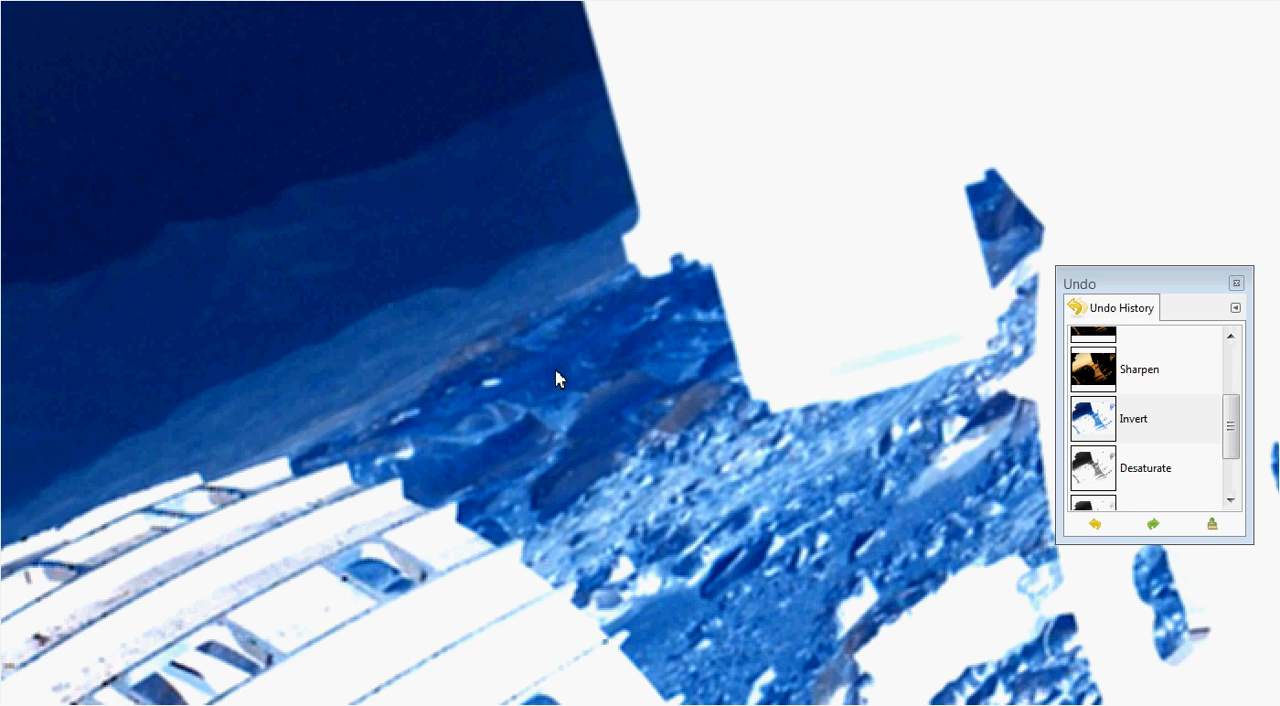 Undo
Undo History
Sharpen
Invert
Desaturate